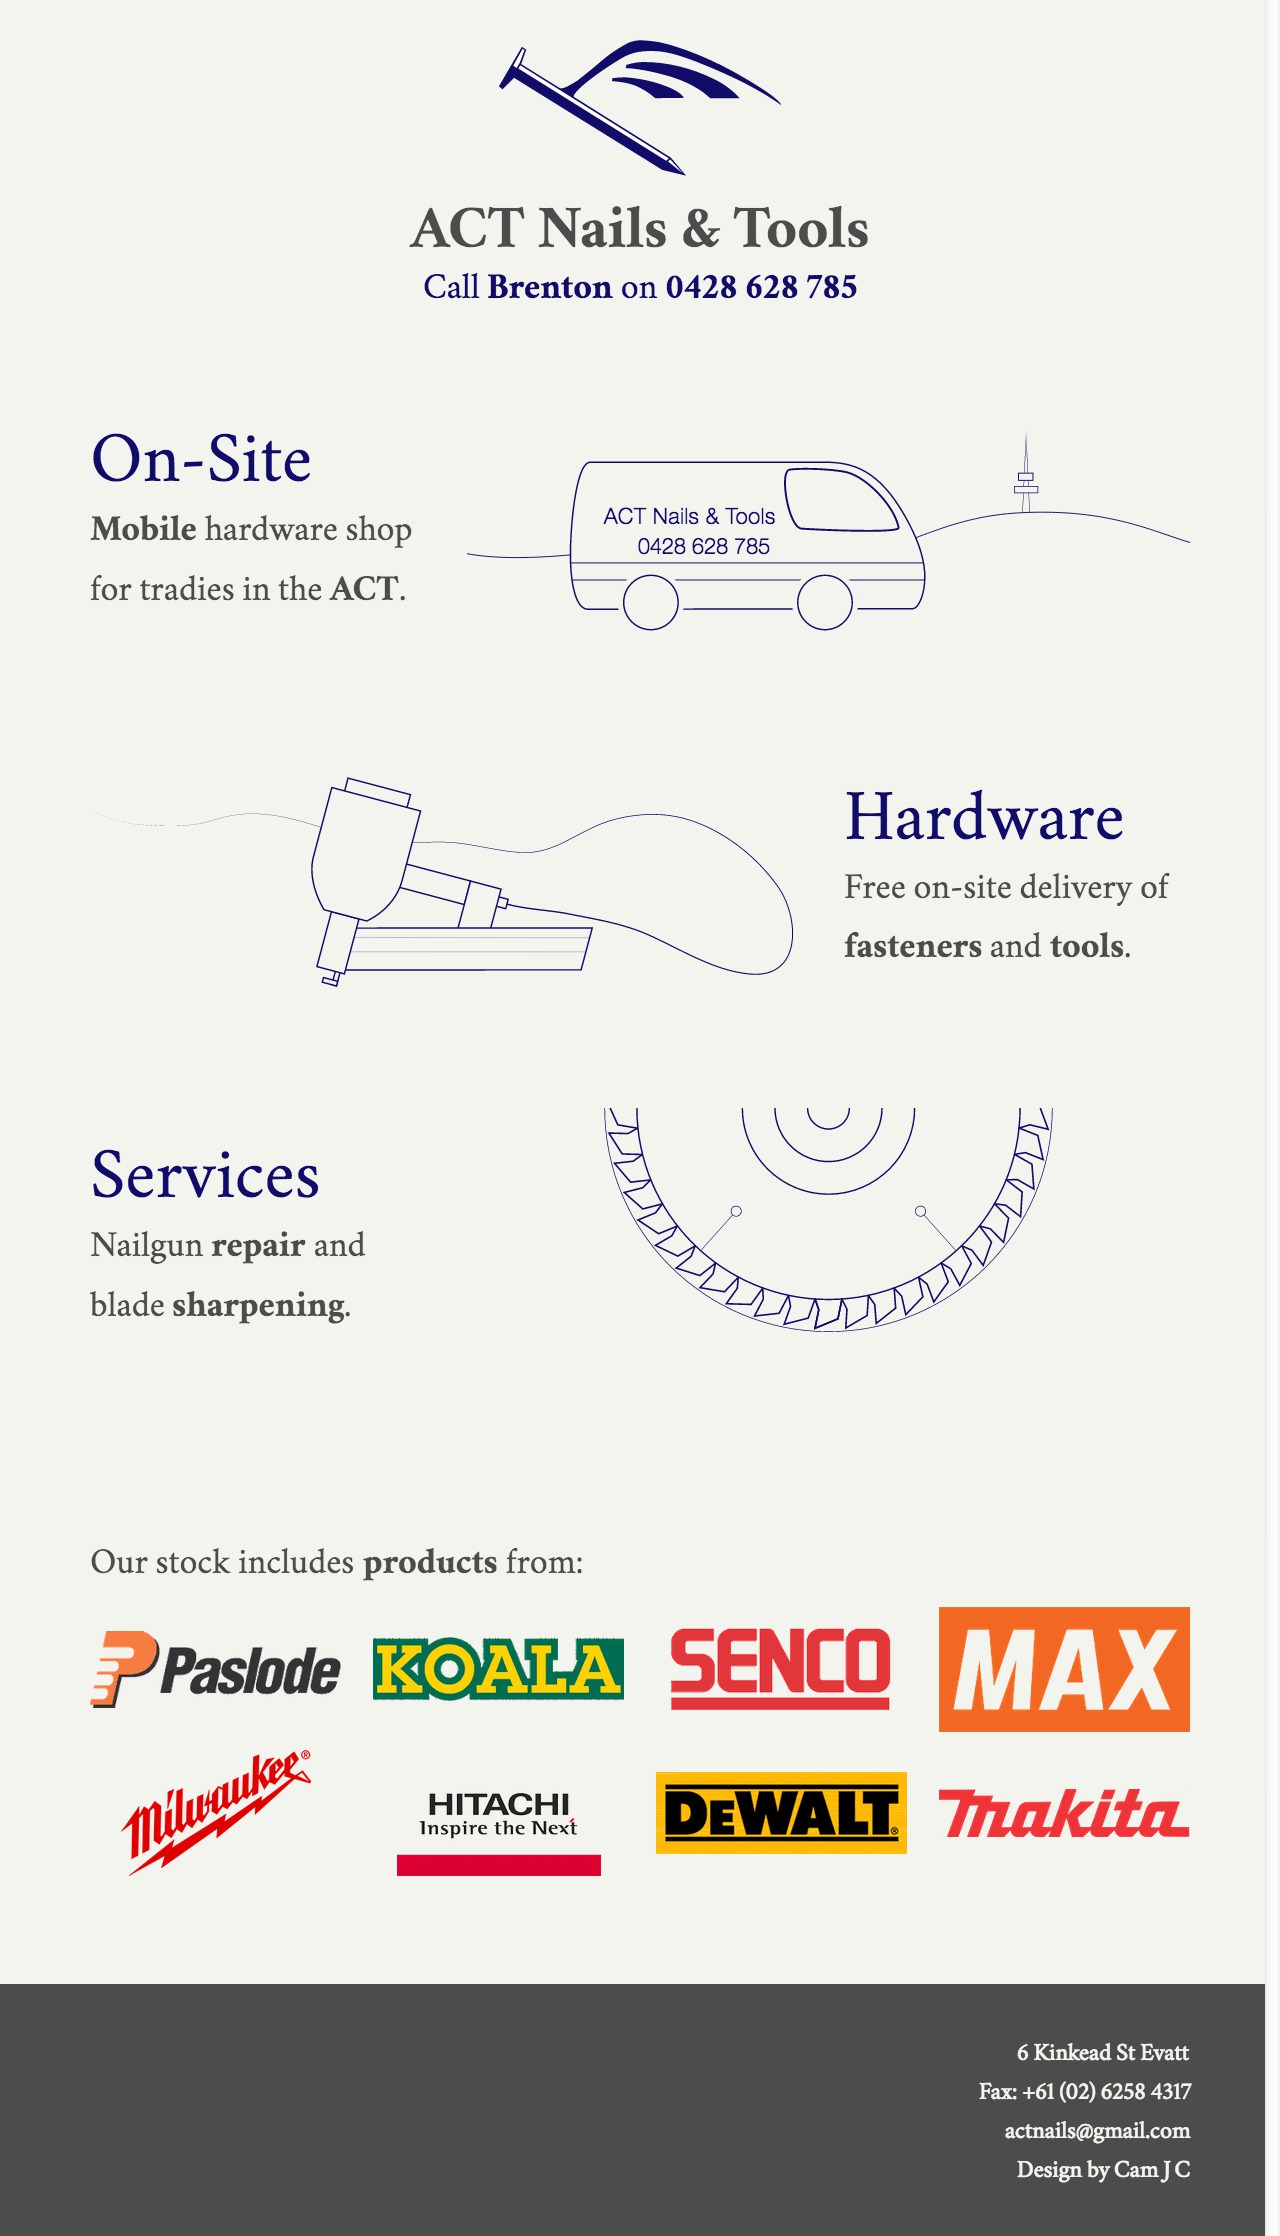 ACT Nails & Tools
Call Brenton on 0428 628 785
On-Site
Mobile hardware shop
for tradies in the ACT.
ACT Nails & Tools
0428 628 785
Hardware
Free on-site delivery of
fasteners and tools.
Services
Nailgun repair and
blade sharpening.
Our stock includes products from:
Paslode
KOALA
SENCO
MAX
Milwaukee®
HITACHI
Inspire the Next
DEWALT®
makita
6 Kinkead St Evatt
Fax: +61 (02) 6258 4317
actnails@gmail.com
Design by Cam J C